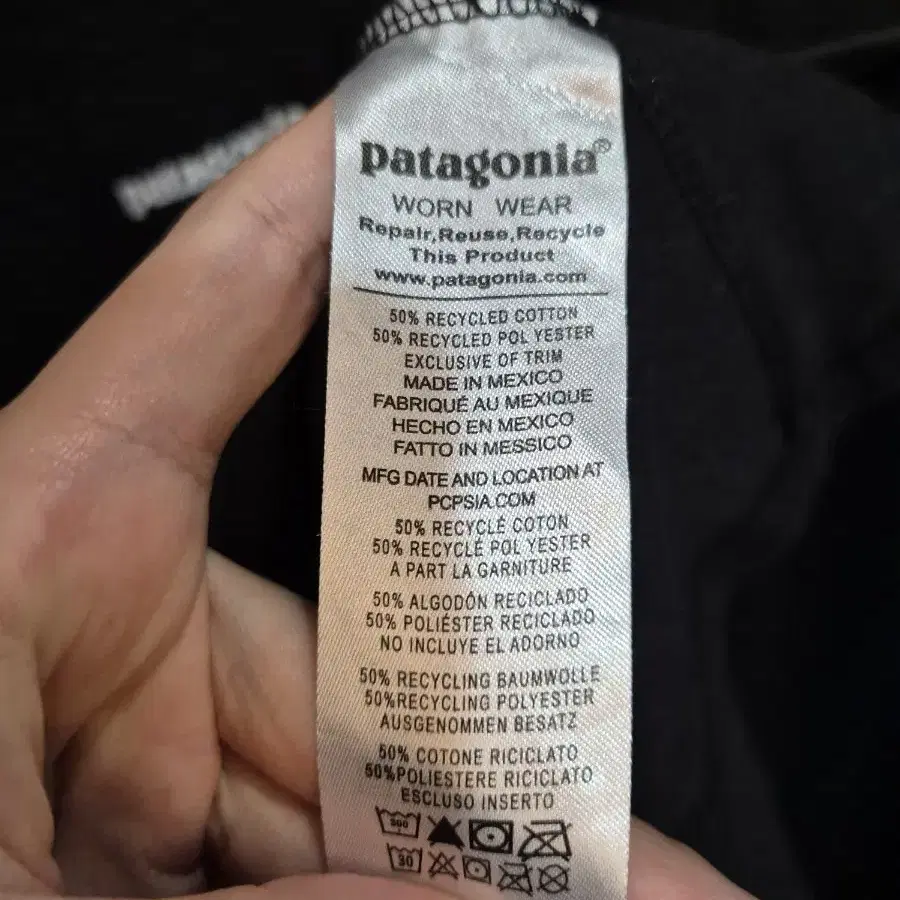 patagonia®
WORN WEAR
Repair,Reuse,Recycle
This Product
www.patagonia.com
50% RECYCLED COTTON
50% RECYCLED POL YESTER
EXCLUSIVE OF TRIM
MADE IN MEXICO
FABRIQUÉ AU MEXIQUE
HECHO EN MEXICO
FATTO IN MESSICO
MFG DATE AND LOCATION AT
PCPSIA.COM
50% RECYCLÉ COTON
50% RECYCLÉ POL YESTER
A PART LA GARNITURE
50% ALGODÓN RECICLADO
50% POLIÉSTER RECICLADO
NO INCLUYE EL ADORNO
50% RECYCLING BAUMWOLLE
50%RECYCLING POLYESTER
AUSGENOMMEN BESATZ
50% COTONE RICICLATO
50%POLIESTERE RICICLATO
ESCLUSO INSERTO
30